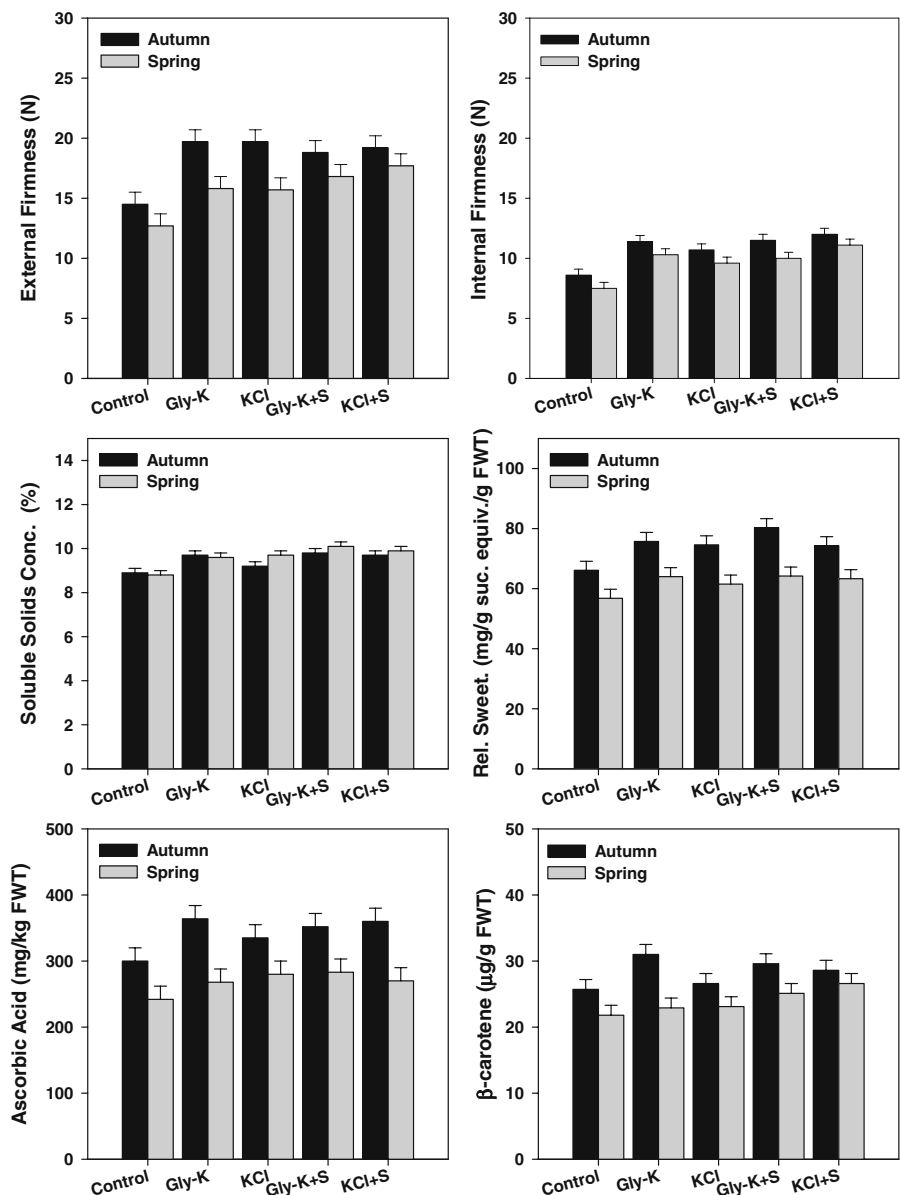 External Firmness (N)
30
25
20
15
10
5
0
Autumn
Spring
Control
Gly-K
KCl
Gly-K+S
KCl+S
Internal Firmness (N)
30
25
20
15
10
5
0
Autumn
Spring
Control
Gly-K
KCl
Gly-K+S
KCl+S
Soluble Solids Conc. (%)
14
12
10
8
6
4
2
0
Autumn
Spring
Control
Gly-K
KCl
Gly-K+S
KCl+S
Rel. Sweet. (mg/g suc. equiv./g FWT)
100
80
60
40
20
0
Autumn
Spring
Control
Gly-K
KCl
Gly-K+S
KCl+S
Ascorbic Acid (mg/kg FWT)
500
400
300
200
100
0
Autumn
Spring
Control
Gly-K
KCl
Gly-K+S
KCl+S
β-carotene (µg/g FWT)
50
40
30
20
10
0
Autumn
Spring
Control
Gly-K
KCl
Gly-K+S
KCl+S